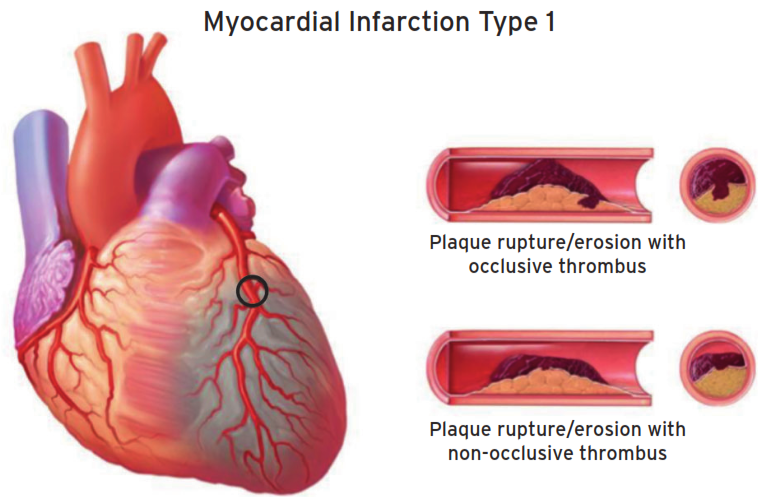 Myocardial Infarction Type 1
Plaque rupture/erosion with
occlusive thrombus
Plaque rupture/erosion with
non-occlusive thrombus